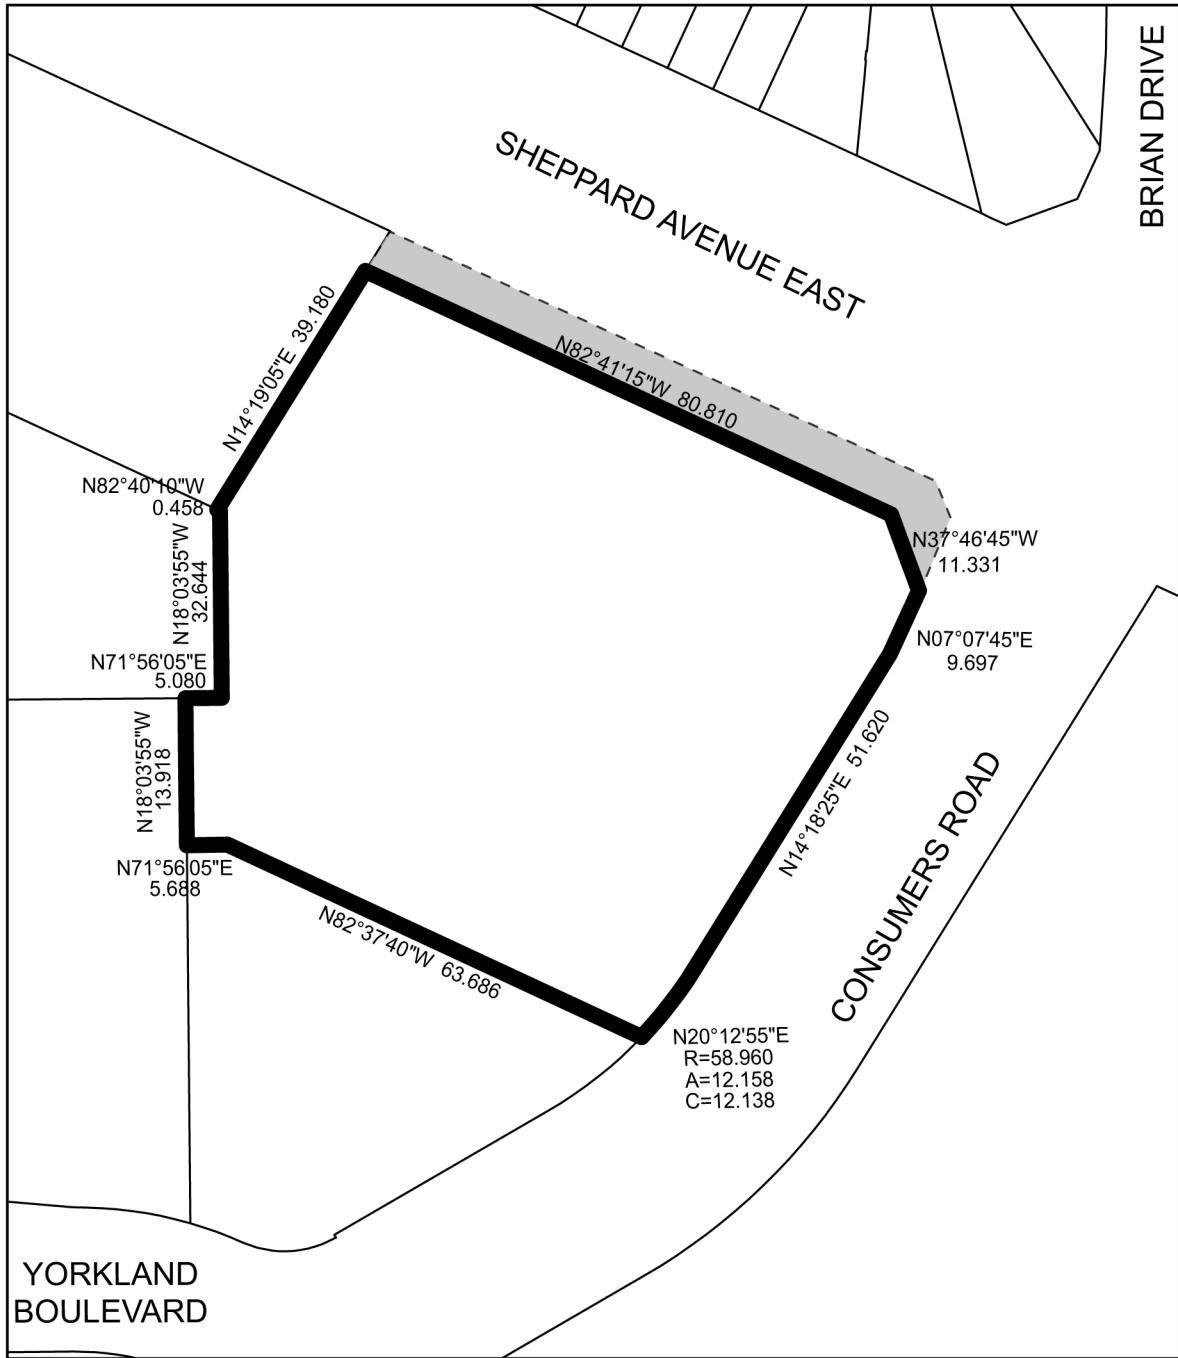 BRIAN DRIVE
SHEPPARD AVENUE EAST
N14°19'05"E 39.180
N82°41'15"W 80.810
N82°40'10"W
0.458
N37°46'45"W
11.331
N18°03'55"W
32.644
N07°07'45"E
9.697
N71°56'05"E
5.080
N18°03'55"W
13.918
N14°18'25"E 51.620
CONSUMERS ROAD
N71°56'05"E
5.688
N82°37'40"W 63.686
N20°12'55"E
R=58.960
A=12.158
C=12.138
YORKLAND
BOULEVARD